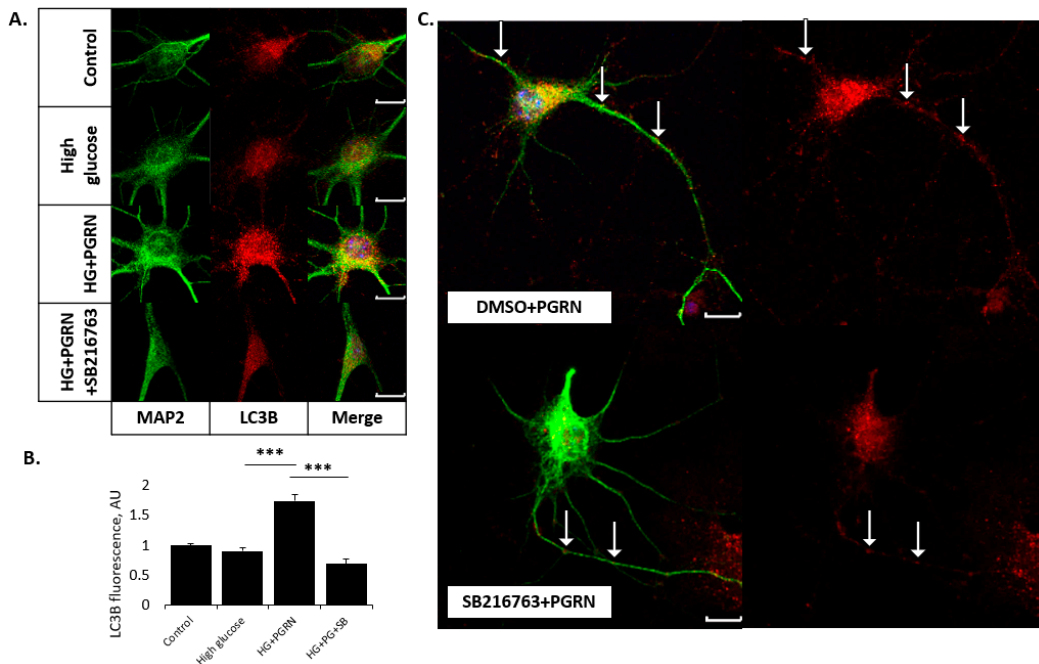 A.
Control
High
glucose
HG+PGRN
HG+PGRN
+SB216763
MAP2
LC3B
Merge
B.
LC3B fluorescence, AU
2
1.5
1
0.5
0
***
***
Control
High glucose
HG+PGRN
HG+PG+SB
C.
DMSO+PGRN
SB216763+PGRN